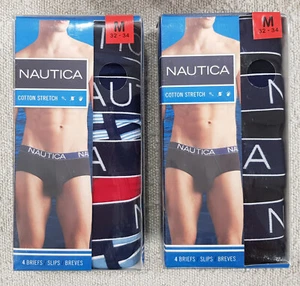 M
32 - 34
NAUTICA
COTTON STRETCH
NAUTICA
4 BRIEFS SLIPS BREVES
M
32 - 34
NAUTICA
COTTON STRETCH
NAUTICA
4 BRIEFS SLIPS BREVES